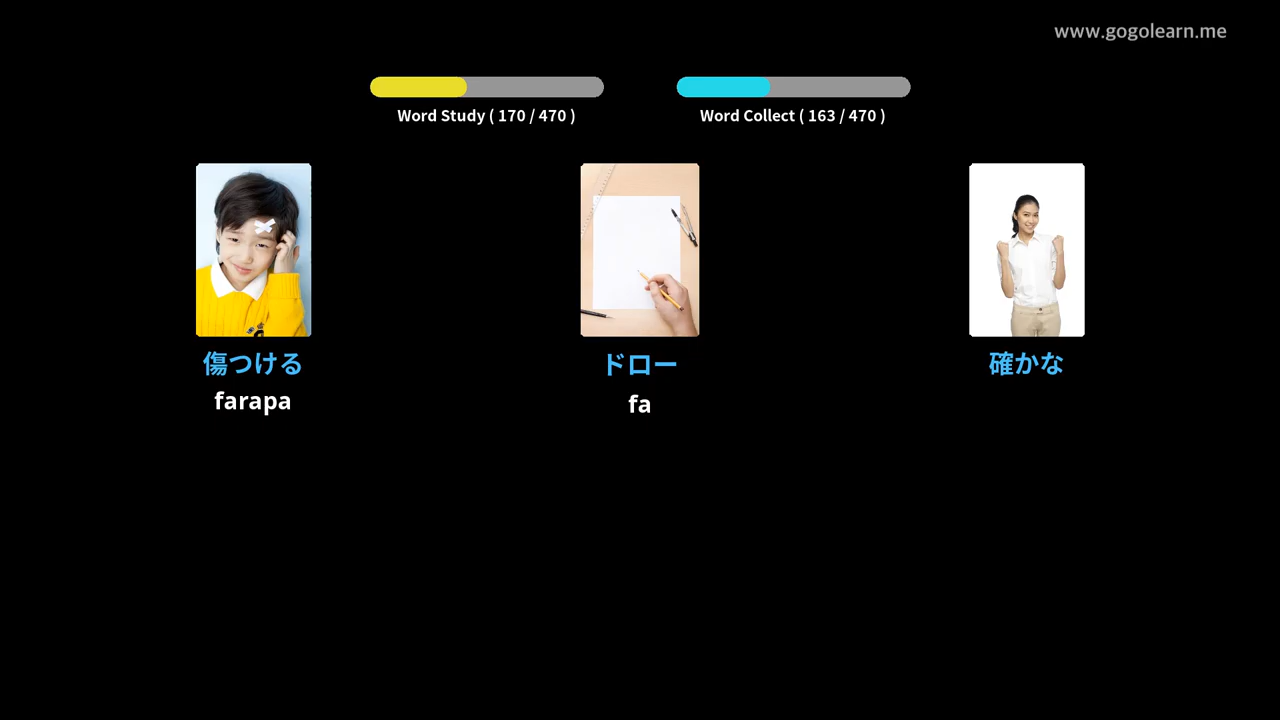 www.gogolearn.me
Word Study ( 170 / 470 )
Word Collect ( 163 / 470 )
傷つける
ドロー
確かな
farapa
fa